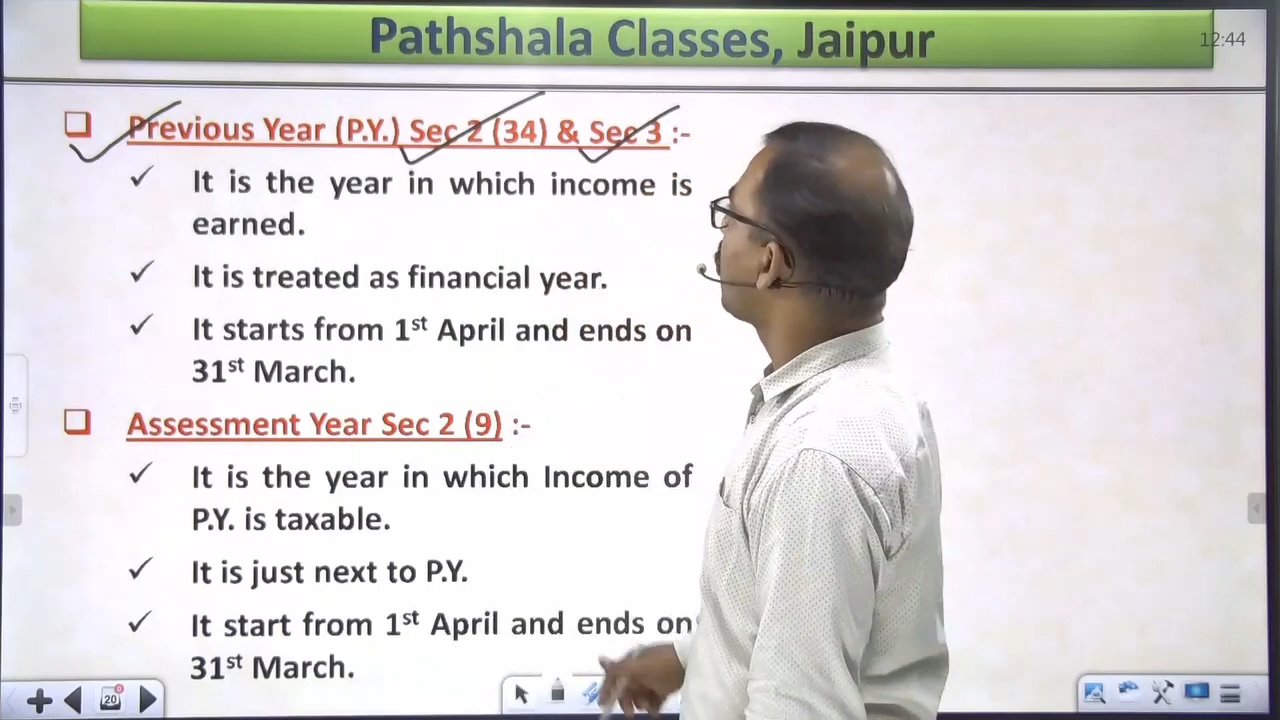 Pathshala Classes, Jaipur
12:44
Previous Year (P.Y.) Sec 2 (34) & Sec 3 :-
It is the year in which income is
earned.
It is treated as financial year.
It starts from 1st April and ends on
31st March.
Assessment Year Sec 2 (9) :-
It is the year in which Income of
P.Y. is taxable.
It is just next to P.Y.
It start from 1st April and ends on
31st March.
20